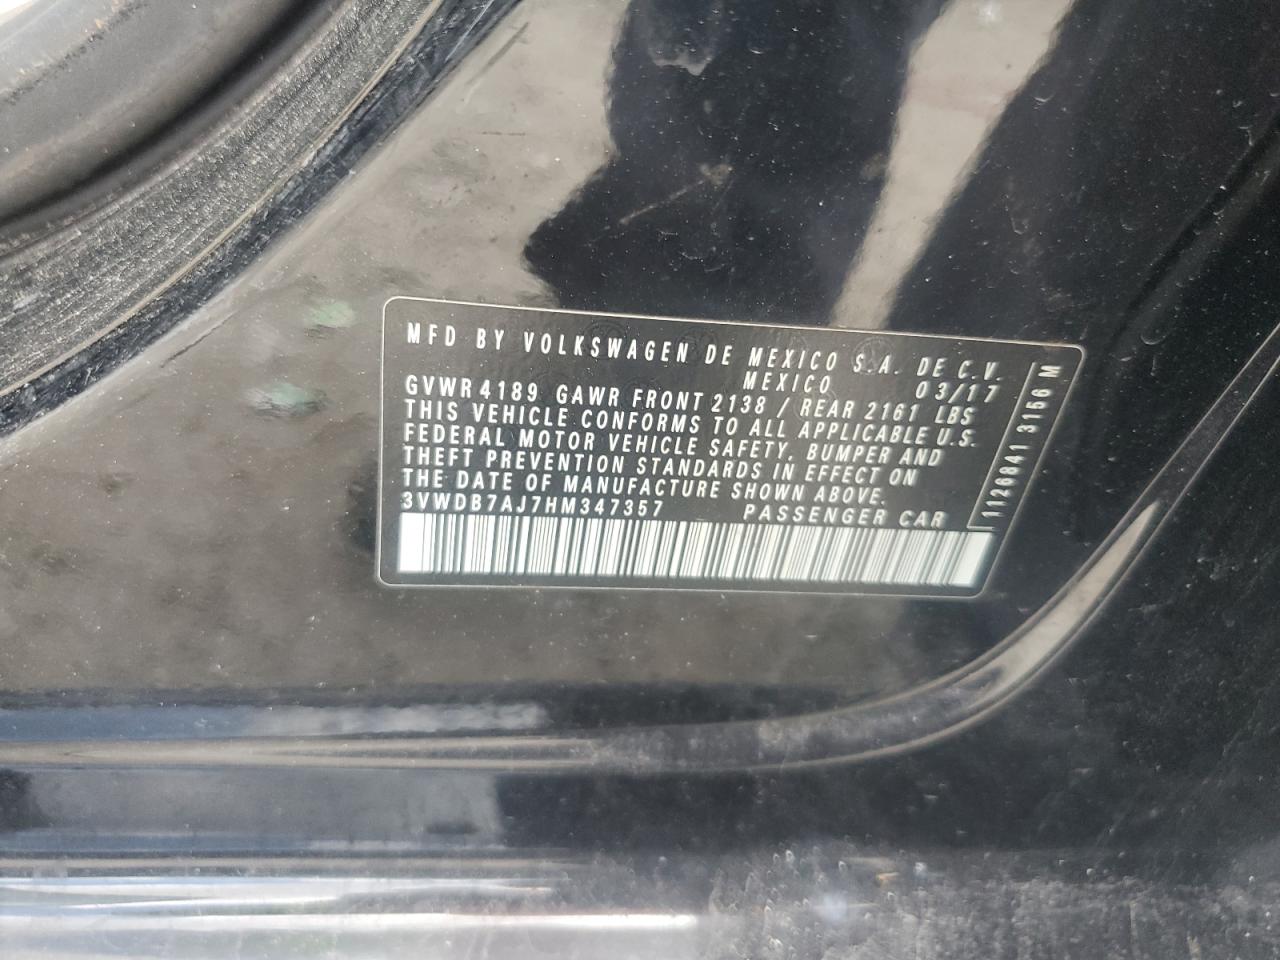 MFD BY VOLKSWAGEN DE MEXICO S.A. DE C.V.
MEXICO 03/17
GVWR 4189 GAWR FRONT 2138 / REAR 2161 LBS
THIS VEHICLE CONFORMS TO ALL APPLICABLE U.S.
FEDERAL MOTOR VEHICLE SAFETY, BUMPER AND
THEFT PREVENTION STANDARDS IN EFFECT ON
THE DATE OF MANUFACTURE SHOWN ABOVE.
3VWDB7AJ7HM347357 PASSENGER CAR
1126841 3156 M